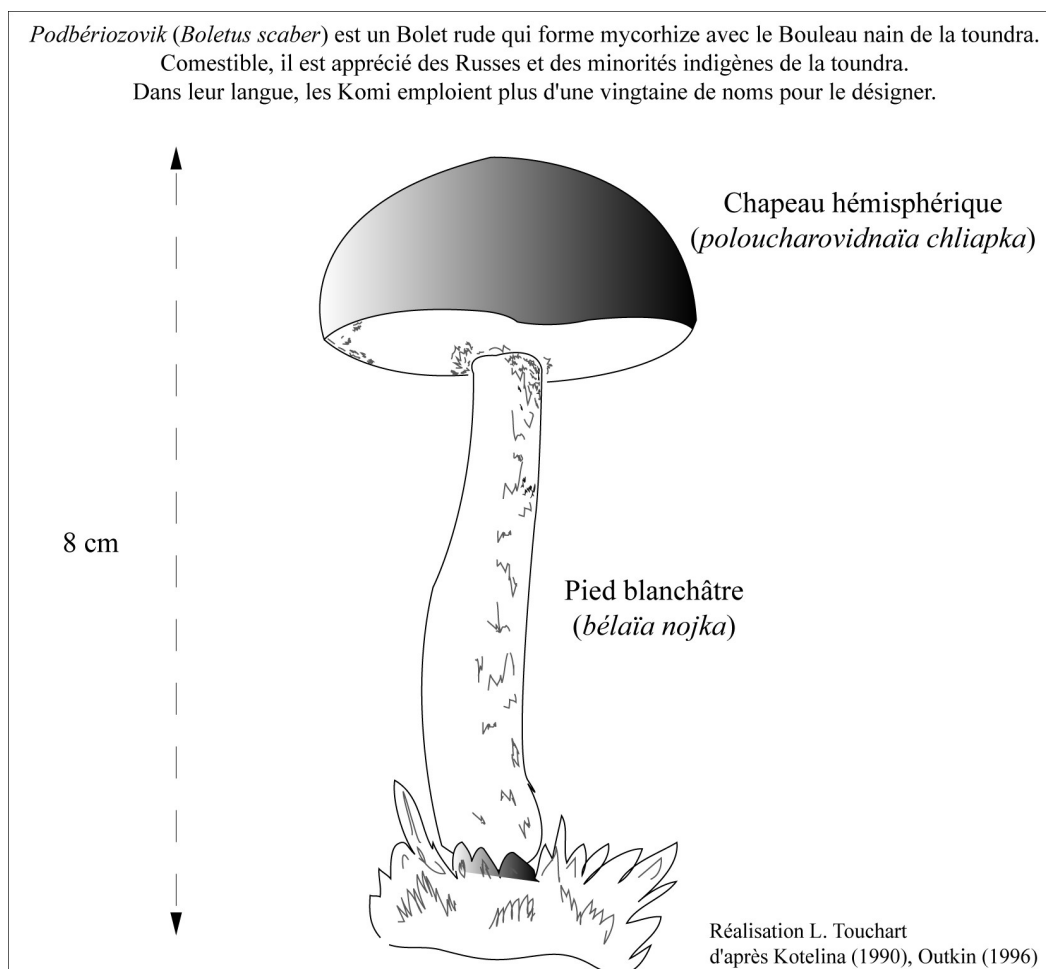 Podbériozovik (Boletus scaber) est un Bolet rude qui forme mycorhize avec le Bouleau nain de la toundra.
Comestible, il est apprécié des Russes et des minorités indigènes de la toundra.
Dans leur langue, les Komi emploient plus d'une vingtaine de noms pour le désigner.
Chapeau hémisphérique
(poloucharovidnaïa chliapka)
8 cm
Pied blanchâtre
(bélaïa nojka)
Réalisation L. Touchart
d'après Kotelina (1990), Outkin (1996)